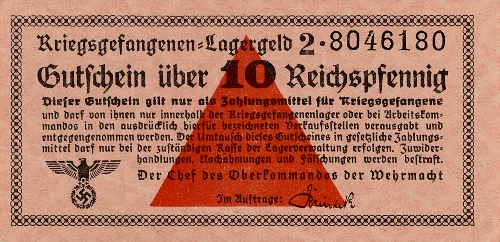 Kriegsgefangenen-Lagergeld 2·8046180
Gutschein über 10 Reichspfennig
Dieser Gutschein gilt nur als Zahlungsmittel für Kriegsgefangene
und darf von ihnen nur innerhalb der Kriegsgefangenenlager oder bei Arbeitskom-
mandos in den ausdrücklich hierfür bezeichneten Verkaufsstellen verausgabt und
entgegengenommen werden. Der Umtausch dieses Gutscheines in gesetzliche Zahlungs-
mittel darf nur bei der zuständigen Kasse der Lagerverwaltung erfolgen. Zuwider-
handlungen, Nachahmungen und Fälschungen werden bestraft.
Der Chef des Oberkommandos der Wehrmacht
Im Auftrage: